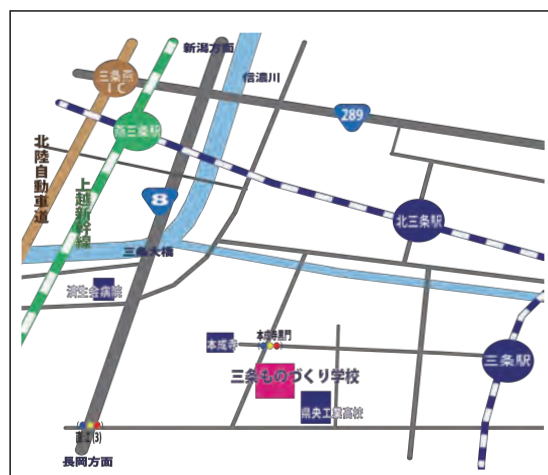 新潟方面
信濃川
三条燕
IC
289
燕三条駅
北陸自動車道
上越新幹線
8
北三条駅
三条大橋
済生会病院
本成寺黒門
本成寺
三条ものづくり学校
三条駅
県央工業高校
長岡方面